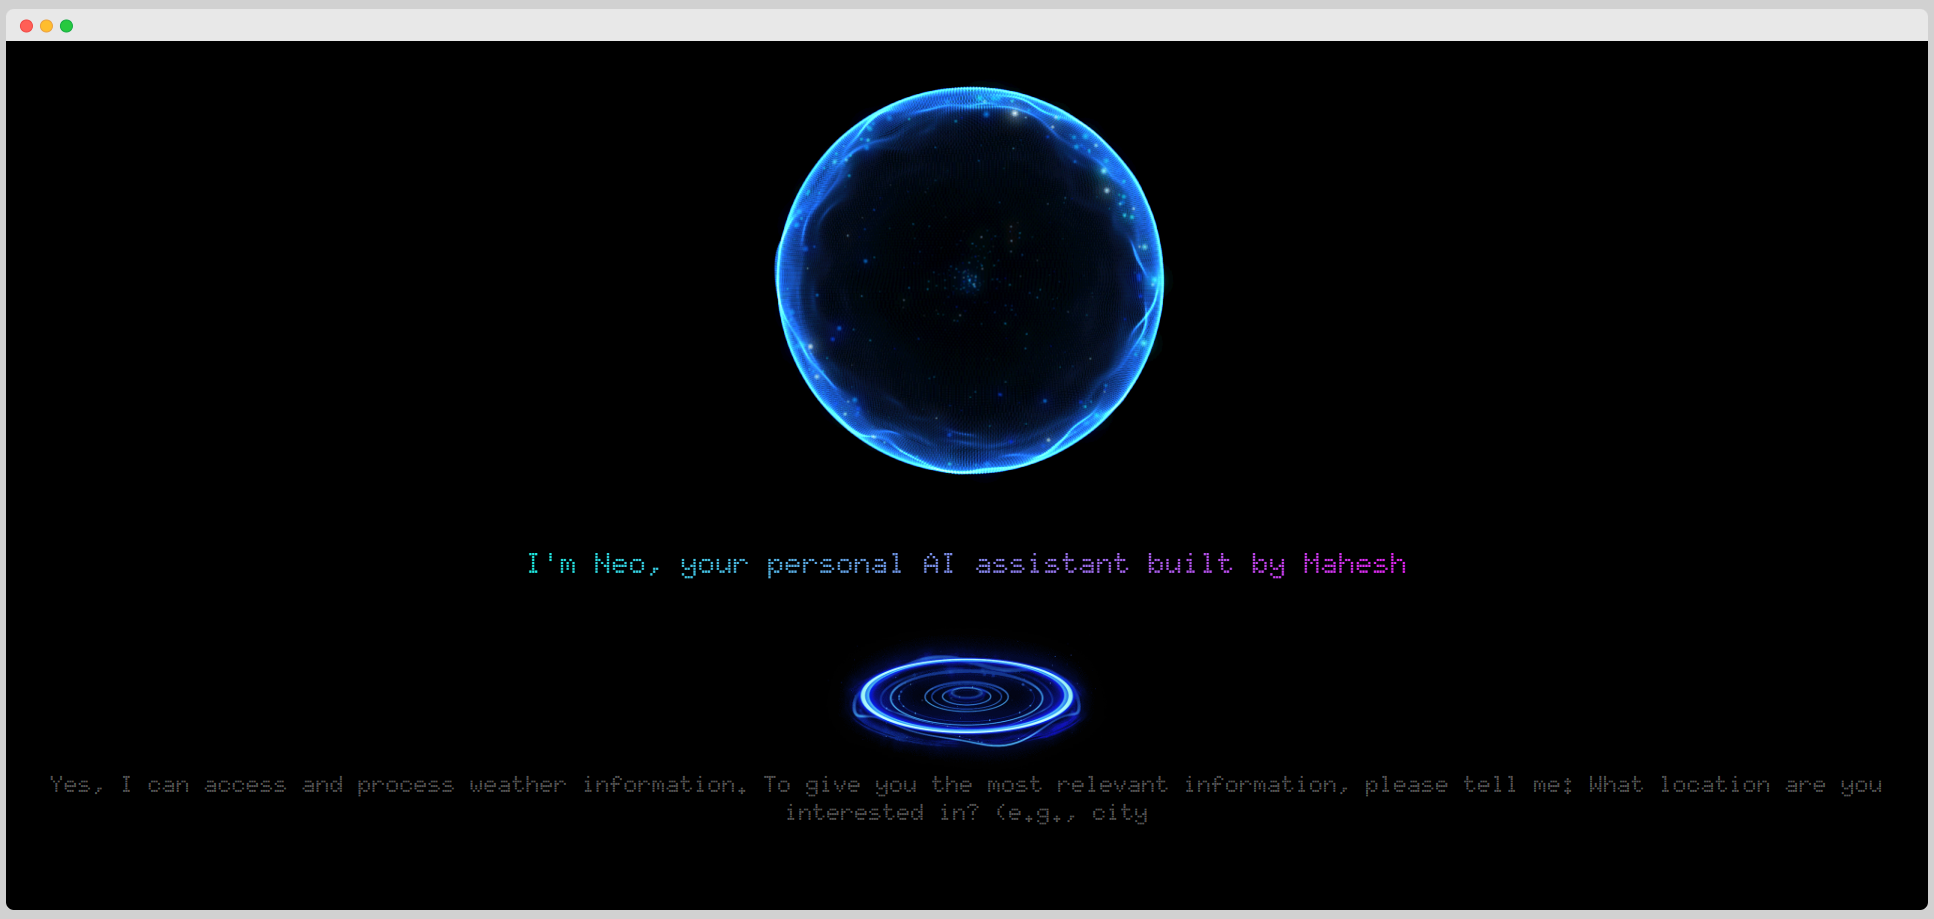 I'm Neo, your personal AI assistant built by Mahesh
Yes, I can access and process weather information. To give you the most relevant information, please tell me: What location are you
interested in? (e.g., city